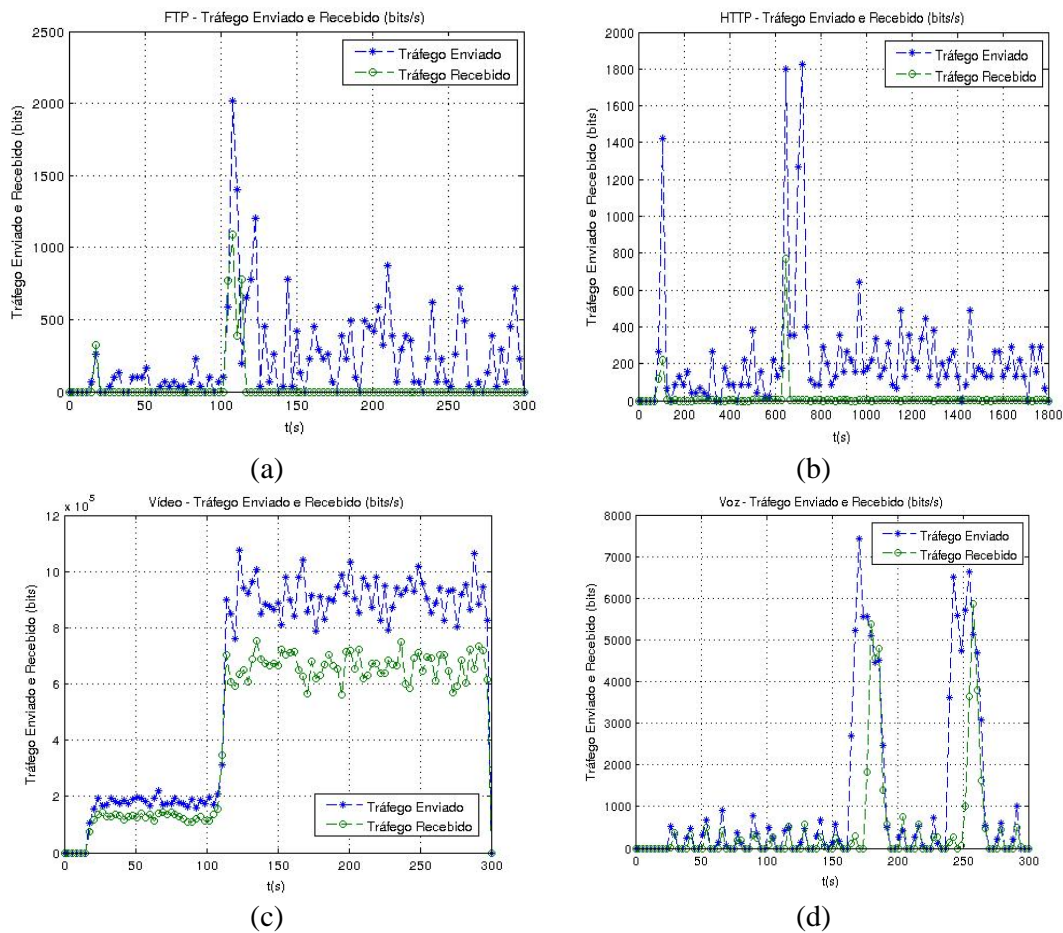 FTP - Tráfego Enviado e Recebido (bits/s)
Tráfego Enviado e Recebido (bits)
2500
2000
1500
1000
500
0
Tráfego Enviado
Tráfego Recebido
0 50 100 150 200 250 300
t(s)
(a)
HTTP - Tráfego Enviado e Recebido (bits/s)
Tráfego Enviado e Recebido (bits)
2000
1800
1600
1400
1200
1000
800
600
400
200
0
Tráfego Enviado
Tráfego Recebido
0 200 400 600 800 1000 1200 1400 1600 1800
t(s)
(b)
Vídeo - Tráfego Enviado e Recebido (bits/s)
x 10^5
Tráfego Enviado e Recebido (bits)
12
10
8
6
4
2
0
Tráfego Enviado
Tráfego Recebido
0 50 100 150 200 250 300
t(s)
(c)
Voz - Tráfego Enviado e Recebido (bits/s)
Tráfego Enviado e Recebido (bits)
8000
7000
6000
5000
4000
3000
2000
1000
0
Tráfego Enviado
Tráfego Recebido
0 50 100 150 200 250 300
t(s)
(d)